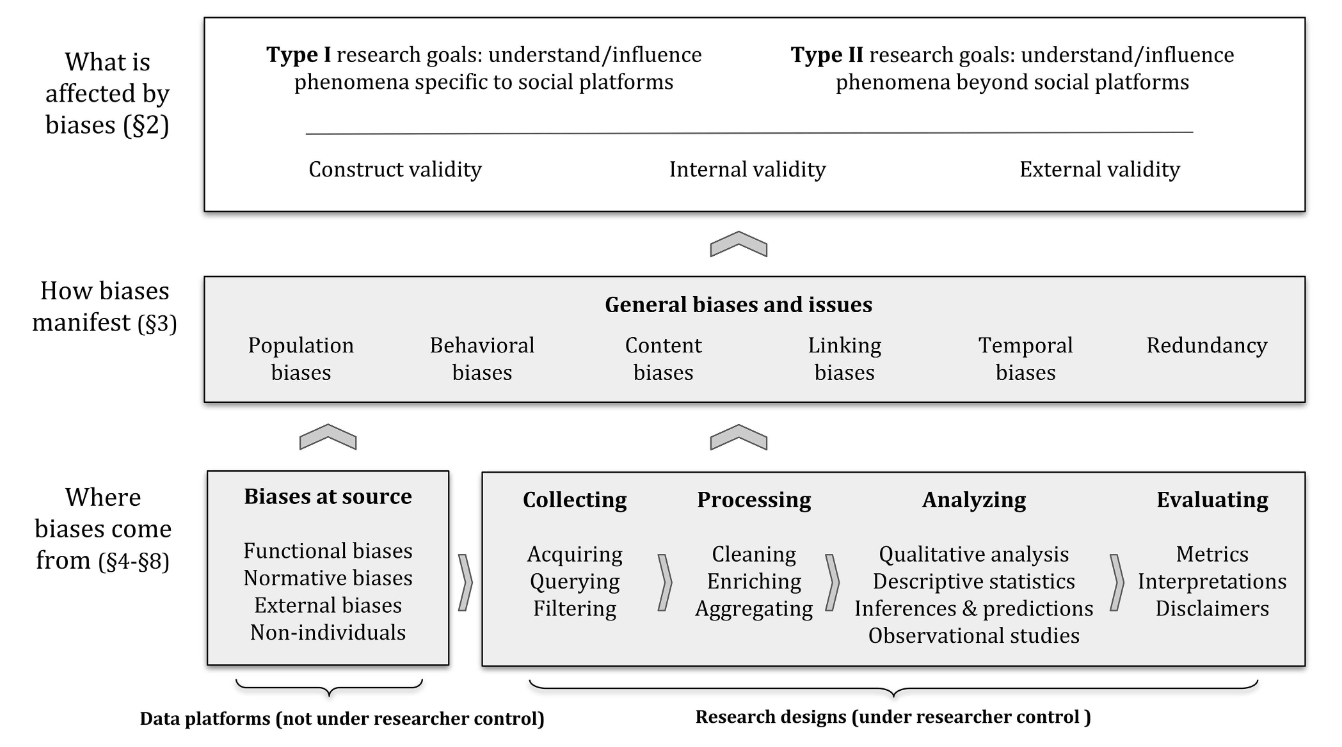 What is
affected by
biases (§2)
Type I research goals: understand/influence
phenomena specific to social platforms
Type II research goals: understand/influence
phenomena beyond social platforms
Construct validity
Internal validity
External validity
How biases
manifest (§3)
General biases and issues
Population
biases
Behavioral
biases
Content
biases
Linking
biases
Temporal
biases
Redundancy
Where
biases come
from (§4-§8)
Biases at source
Functional biases
Normative biases
External biases
Non-individuals
Collecting
Acquiring
Querying
Filtering
Processing
Cleaning
Enriching
Aggregating
Analyzing
Qualitative analysis
Descriptive statistics
Inferences & predictions
Observational studies
Evaluating
Metrics
Interpretations
Disclaimers
Data platforms (not under researcher control)
Research designs (under researcher control )